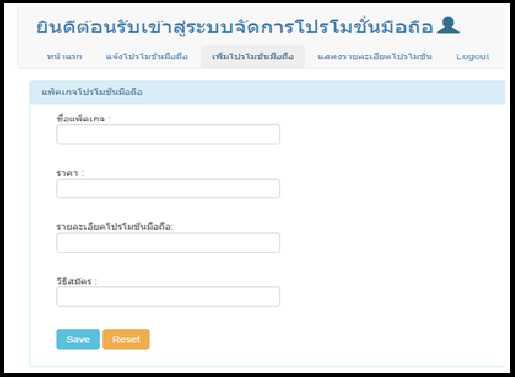 ยินดีต้อนรับเข้าสู่ระบบจัดการโปรโมชั่นมือถือ
หน้าแรก แจ้งโปรโมชั่นมือถือ เพิ่มโปรโมชั่นมือถือ แสดงรายละเอียดโปรโมชั่น Logout
แพ็คเกจโปรโมชั่นมือถือ
ชื่อแพ็คเกจ :
ราคา :
รายละเอียดโปรโมชั่นมือถือ:
วิธีสมัคร :
Save Reset